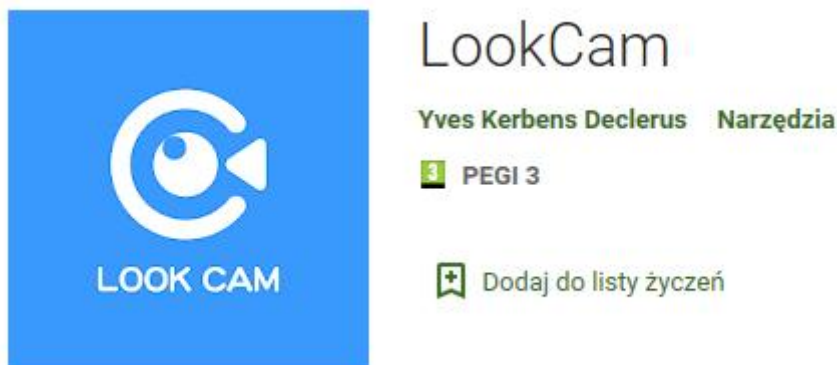 LookCam
Yves Kerbens Declerus Narzędzia
3 PEGI 3
LOOK CAM
Dodaj do listy życzeń